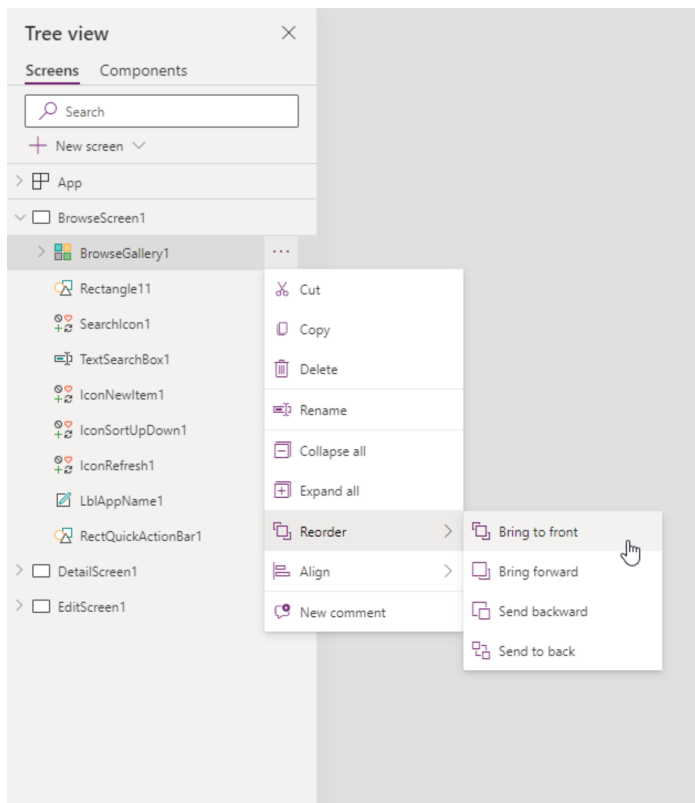 Tree view
Screens Components
Search
New screen
App
BrowseScreen1
BrowseGallery1 ...
Rectangle11
Cut
SearchIcon1
Copy
TextSearchBox1
Delete
IconNewItem1
Rename
IconSortUpDown1
Collapse all
IconRefresh1
Expand all
LblAppName1
RectQuickActionBar1
Reorder
Bring to front
DetailScreen1
Align
Bring forward
EditScreen1
New comment
Send backward
Send to back